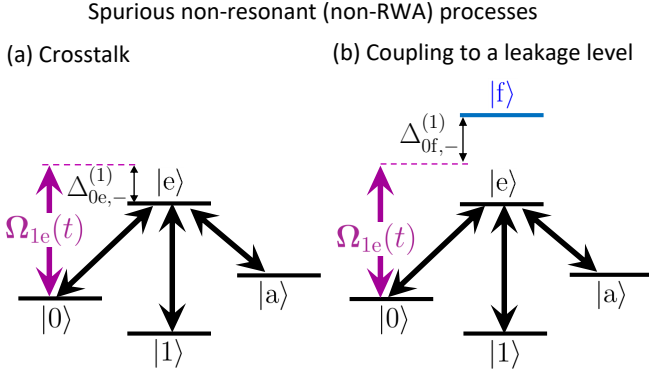 Spurious non-resonant (non-RWA) processes
(a) Crosstalk
(b) Coupling to a leakage level
|f⟩
Δ_{0e,−}^{(1)}
|e⟩
Ω_{1e}(t)
|0⟩
|1⟩
|a⟩
Δ_{0f,−}^{(1)}
|e⟩
Ω_{1e}(t)
|0⟩
|1⟩
|a⟩